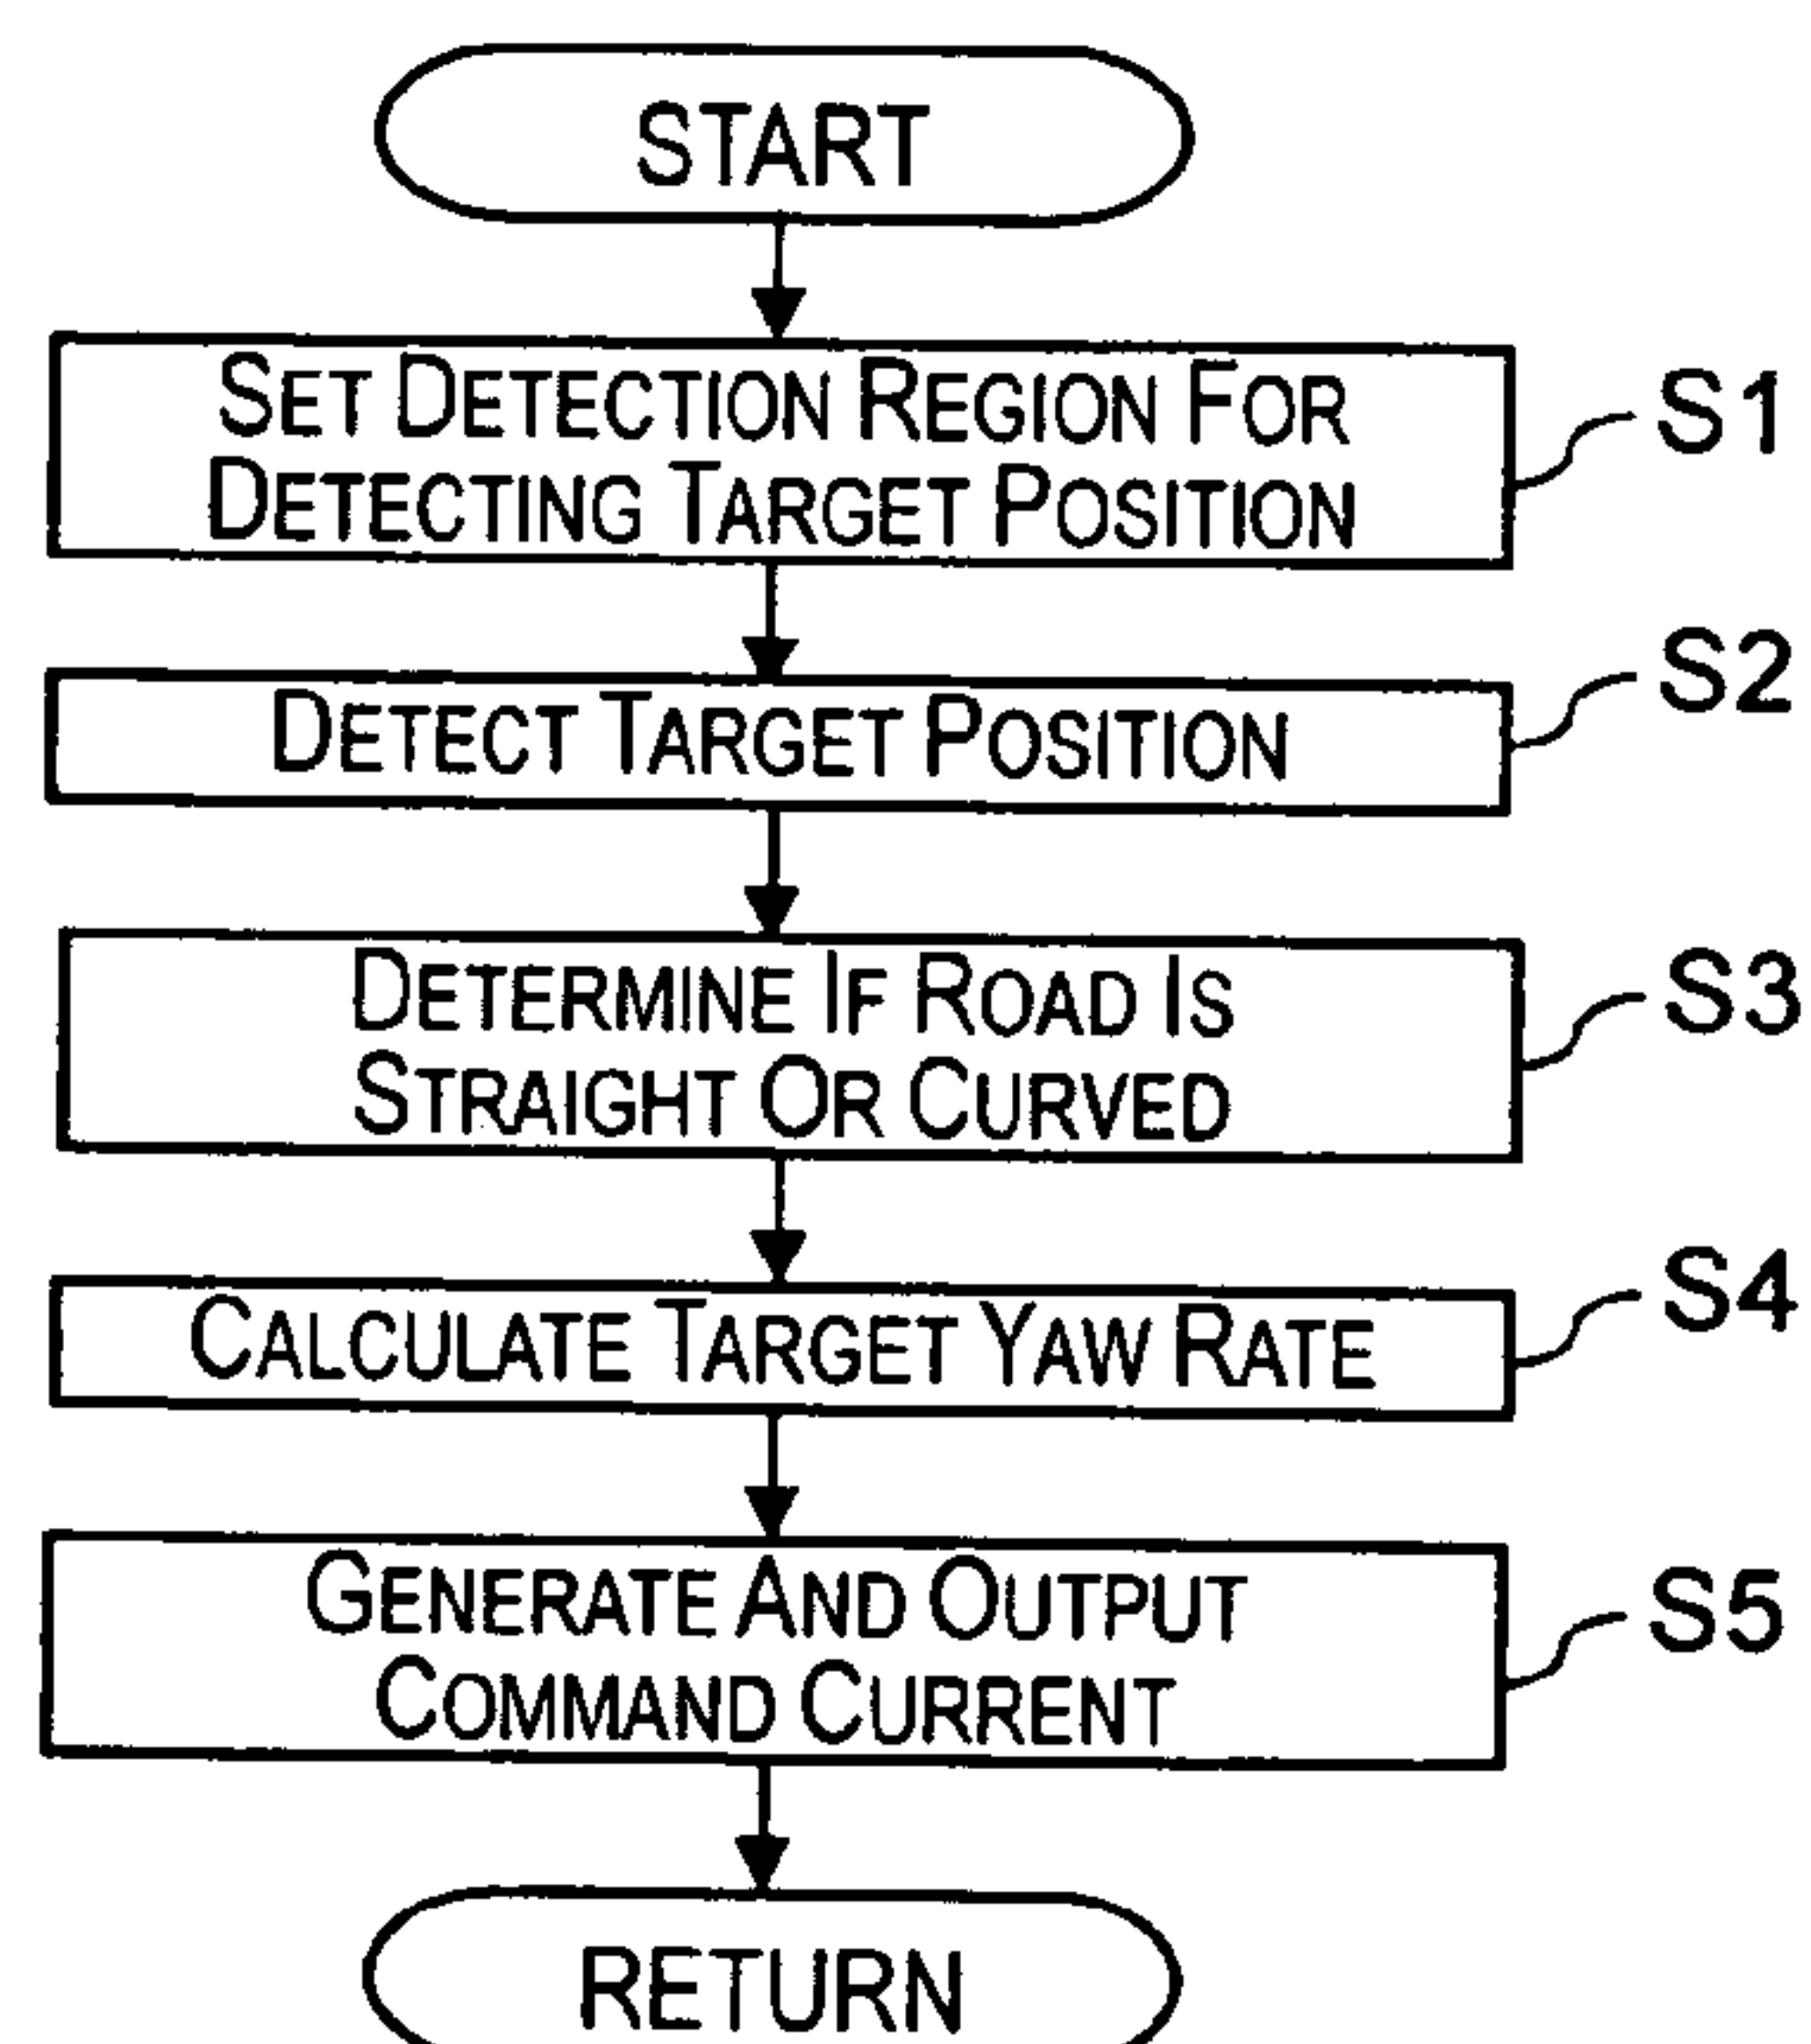 START
SET DETECTION REGION FOR
DETECTING TARGET POSITION
S1
DETECT TARGET POSITION
S2
DETERMINE IF ROAD IS
STRAIGHT OR CURVED
S3
CALCULATE TARGET YAW RATE
S4
GENERATE AND OUTPUT
COMMAND CURRENT
S5
RETURN